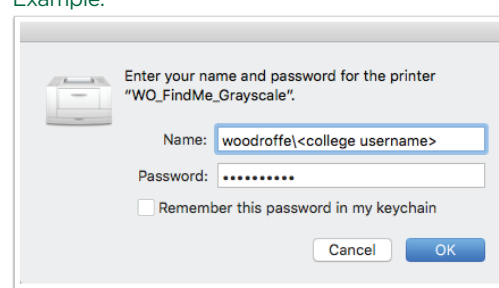 Example:
Enter your name and password for the printer
"WO_FindMe_Grayscale".
Name: woodroffe\<college username>
Password: ••••••••••
Remember this password in my keychain
Cancel OK